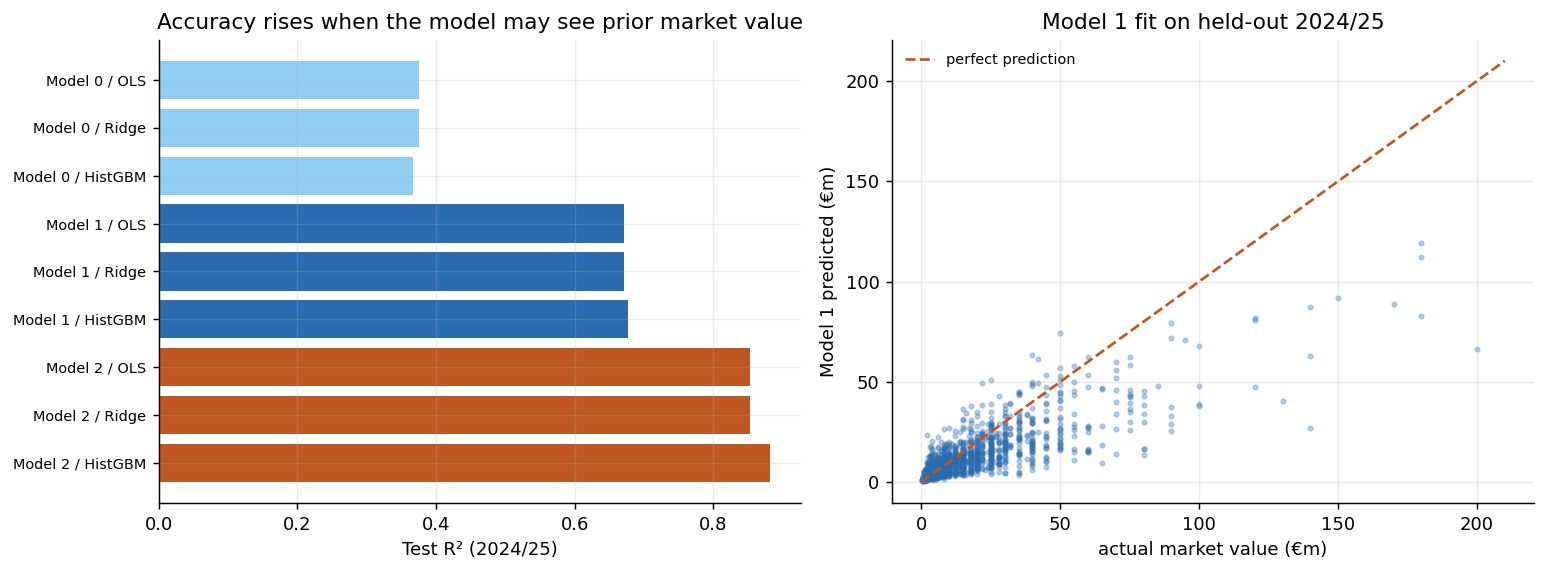 Accuracy rises when the model may see prior market value
Model 0 / OLS
Model 0 / Ridge
Model 0 / HistGBM
Model 1 / OLS
Model 1 / Ridge
Model 1 / HistGBM
Model 2 / OLS
Model 2 / Ridge
Model 2 / HistGBM
0.0 0.2 0.4 0.6 0.8
Test R² (2024/25)
Model 1 fit on held-out 2024/25
perfect prediction
Model 1 predicted (€m)
200
150
100
50
0
0 50 100 150 200
actual market value (€m)